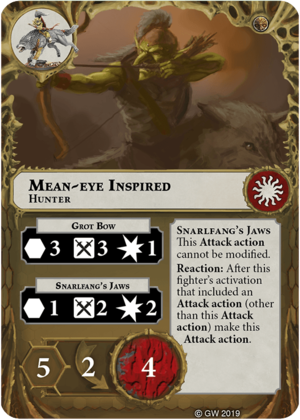 Mean-eye Inspired
Hunter
Grot Bow
3 3 1
Snarlfang's Jaws
1 2 2
Snarlfang's Jaws
This Attack action
cannot be modified.
Reaction: After this
fighter's activation
that included an
Attack action (other
than this Attack
action) make this
Attack action.
5 2 4
© GW 2019